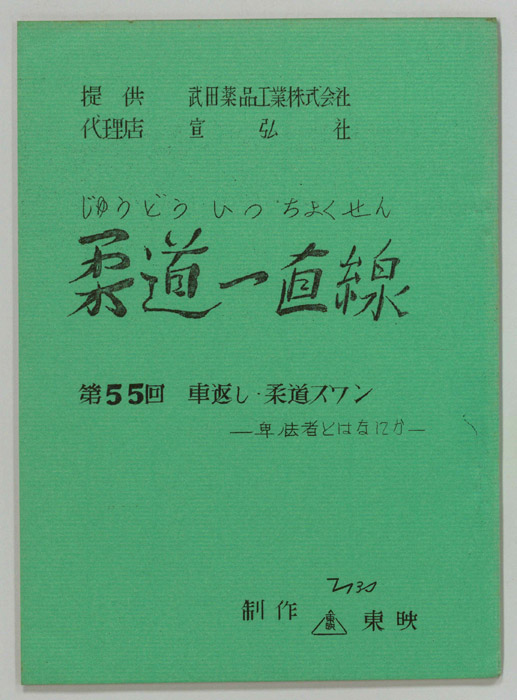 提供 武田薬品工業株式会社
代理店 宣弘社
じゅうどういっちょくせん
柔道一直線
第55回 車返し・柔道スワン
—卑怯者とはなにか—
制作 東映 東映